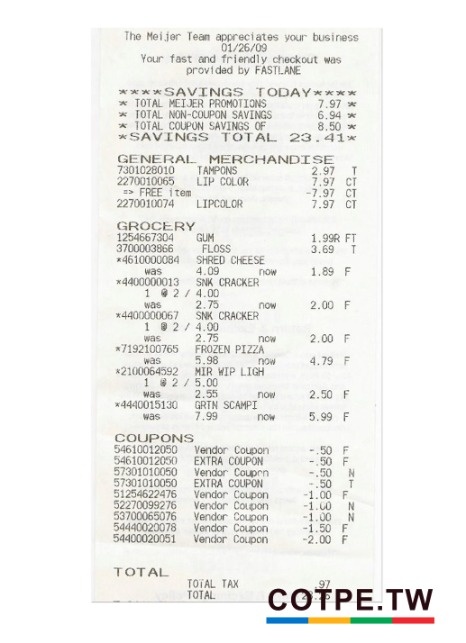 The Meijer Team appreciates your business
01/26/09
Your fast and friendly checkout was
provided by FASTLANE
****SAVINGS TODAY****
* TOTAL MEIJER PROMOTIONS 7.97 *
* TOTAL NON-COUPON SAVINGS 6.94 *
* TOTAL COUPON SAVINGS OF 8.50 *
*SAVINGS TOTAL 23.41*
GENERAL MERCHANDISE
7301028010 TAMPONS 2.97 T
2270010065 LIP COLOR 7.97 CT
=> FREE item -7.97 CT
2270010074 LIPCOLOR 7.97 CT
GROCERY
1254667304 GUM 1.99R FT
3700003866 FLOSS 3.69 T
*4610000084 SHRED CHEESE
was 4.09 now 1.89 F
*4400000013 SNK CRACKER
1 @ 2 / 4.00
was 2.75 now 2.00 F
*4400000067 SNK CRACKER
1 @ 2 / 4.00
was 2.75 now 2.00 F
*7192100765 FROZEN PIZZA
was 5.98 now 4.79 F
*2100064592 MIR WIP LIGH
1 @ 2 / 5.00
was 2.55 now 2.50 F
*4440015130 GRTN SCAMPI
was 7.99 now 5.99 F
COUPONS
54610012050 Vendor Coupon -.50 F
54610012050 EXTRA COUPON -.50 F
57301010050 Vendor Coupon -.50 N
57301010050 EXTRA COUPON -.50 T
51254622476 Vendor Coupon -1.00 F
52270099276 Vendor Coupon -1.00 N
53700065076 Vendor Coupon -1.00 N
54440020078 Vendor Coupon -1.50 F
54400020051 Vendor Coupon -2.00 F
TOTAL
TOTAL TAX .97
TOTAL
COTPE.TW